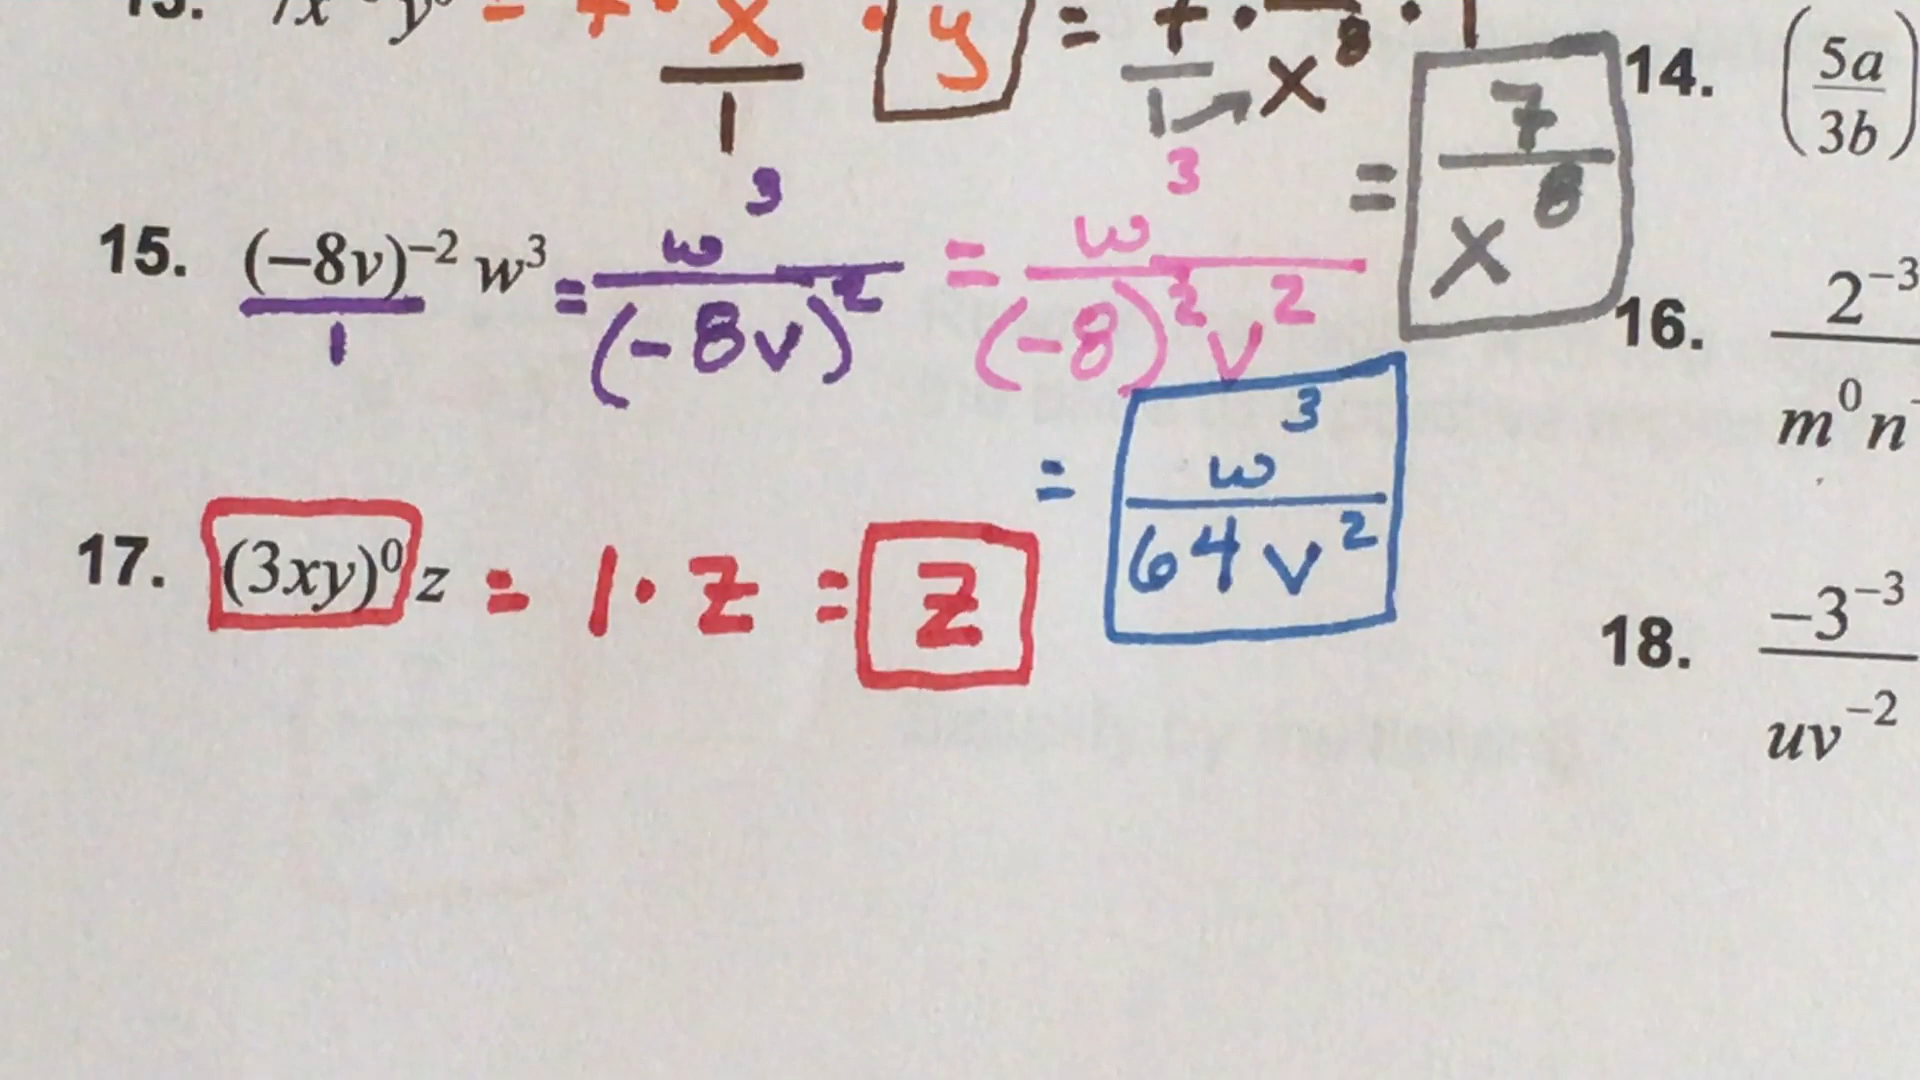 = 7/x^8
14. (5a/3b)
15. (−8v)^−2 w^3 / 1 = w^3/(−8v)^2 = w^3/((−8)^2 v^2)
= w^3/(64v^2)
16. 2^−3/(m^0 n
17. (3xy)^0 z = 1 · z = z
18. −3^−3/(uv^−2